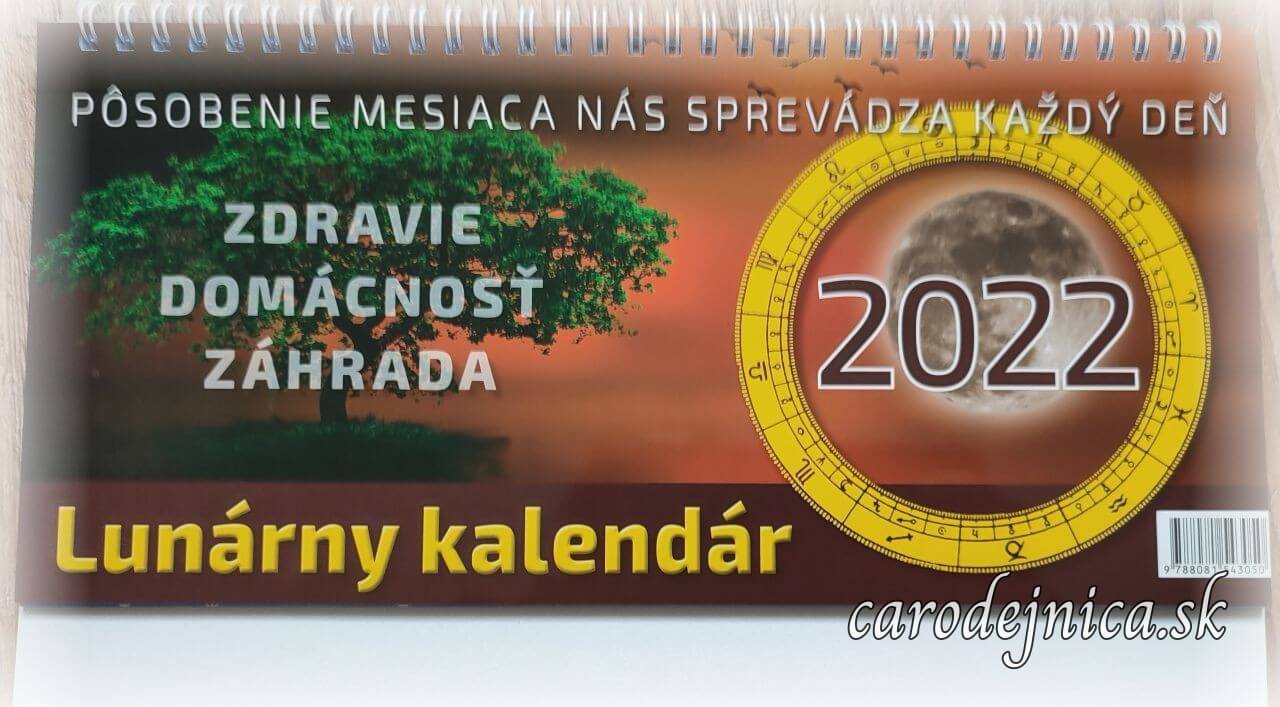 PÔSOBENIE MESIACA NÁS SPREVÁDZA KAŽDÝ DEŇ
ZDRAVIE
DOMÁCNOSŤ
ZÁHRADA
2022
Lunárny kalendár
carodejnica.sk